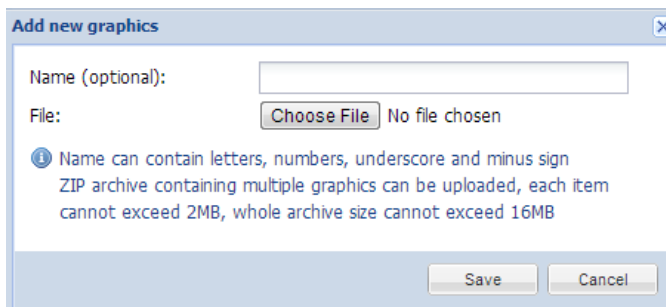 Add new graphics
Name (optional):
File: Choose File No file chosen
Name can contain letters, numbers, underscore and minus sign
ZIP archive containing multiple graphics can be uploaded, each item
cannot exceed 2MB, whole archive size cannot exceed 16MB
Save Cancel